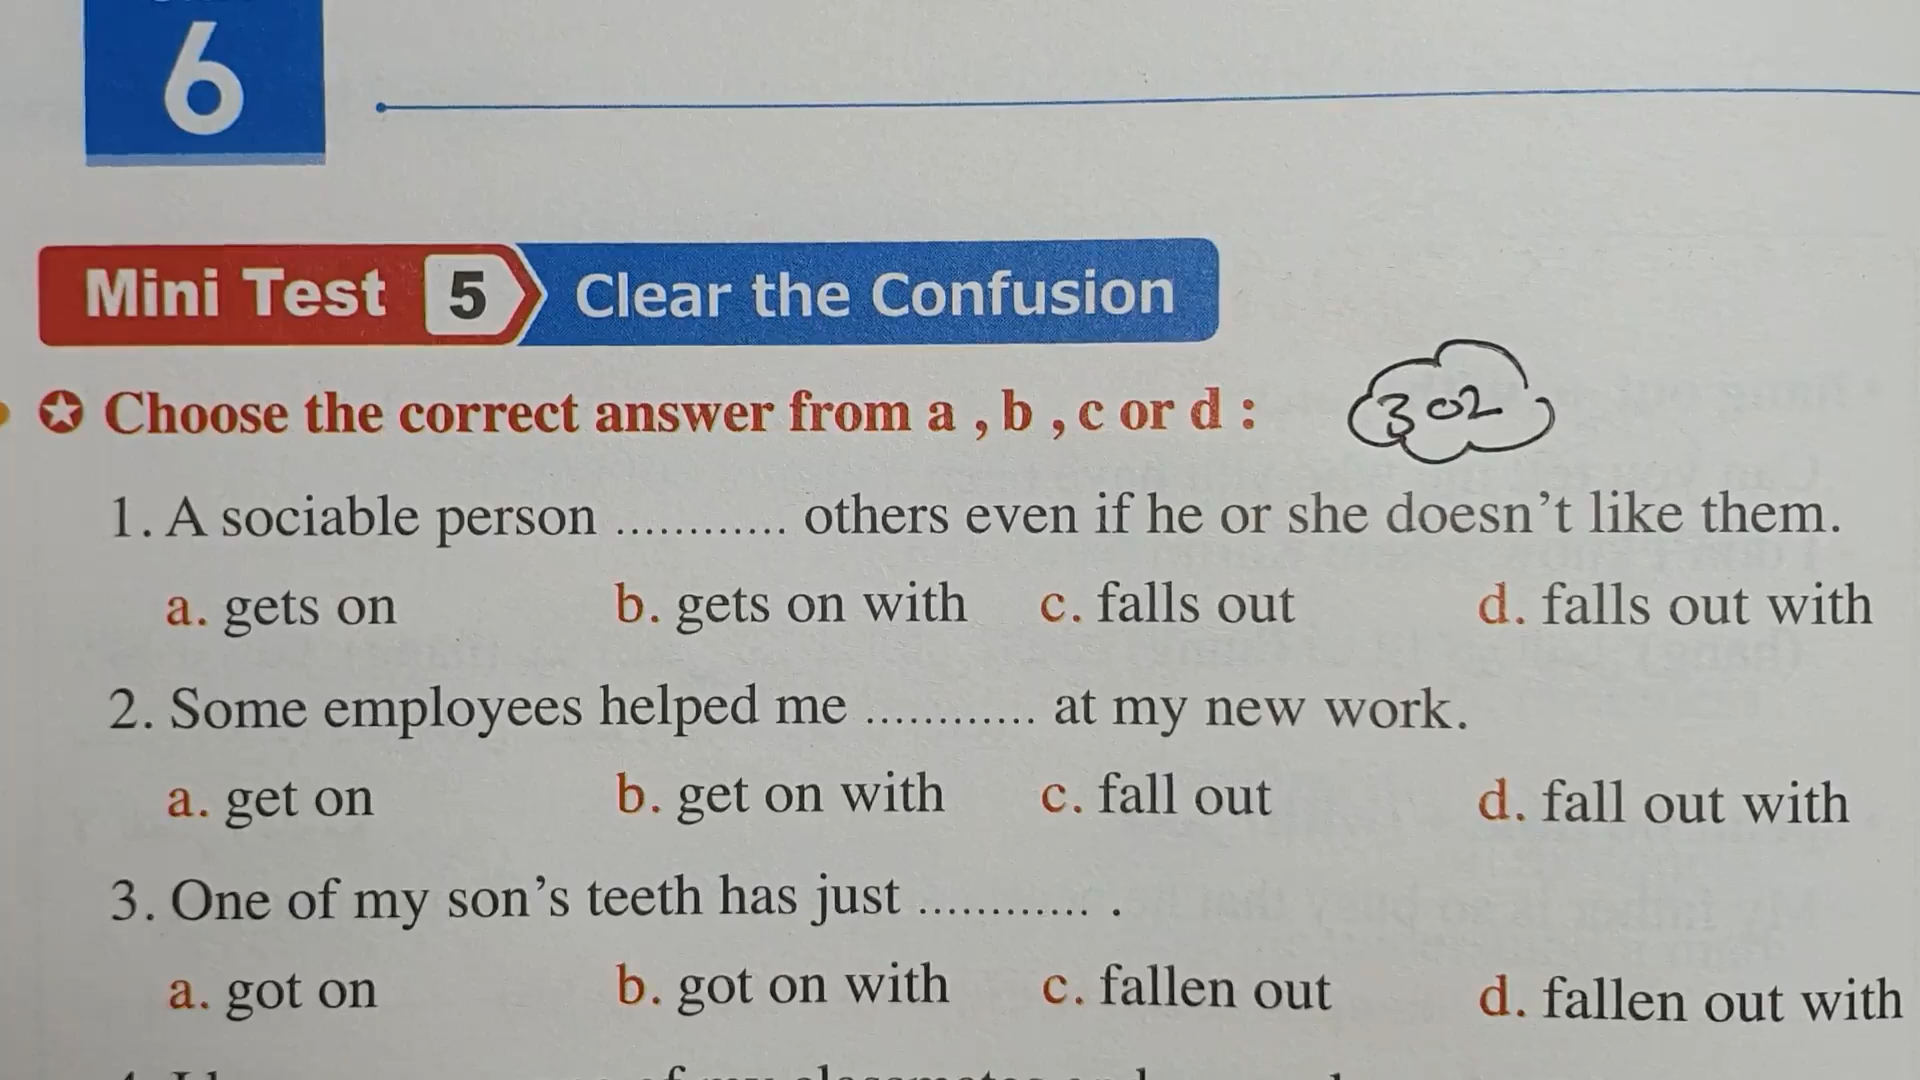 6
Mini Test 5 Clear the Confusion
Choose the correct answer from a , b , c or d :
302
1. A sociable person ............ others even if he or she doesn't like them.
a. gets on b. gets on with c. falls out d. falls out with
2. Some employees helped me ............ at my new work.
a. get on b. get on with c. fall out d. fall out with
3. One of my son's teeth has just ............ .
a. got on b. got on with c. fallen out d. fallen out with